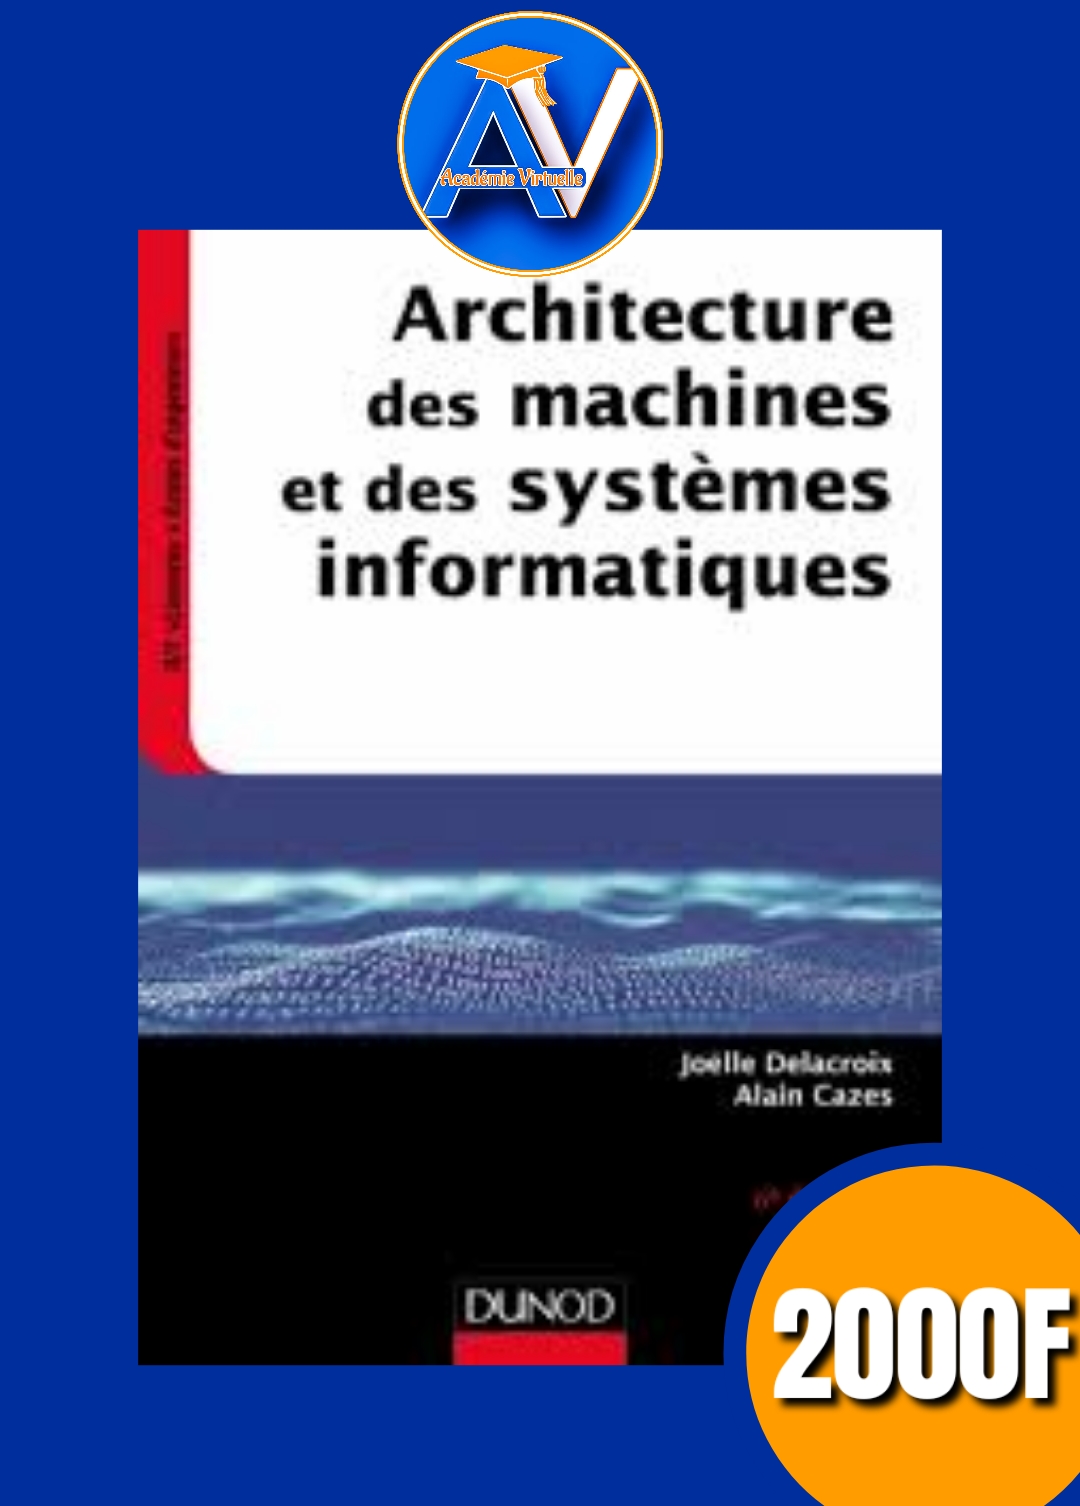 Académie Virtuelle
Architecture
des machines
et des systèmes
informatiques
Joëlle Delacroix
Alain Cazes
DUNOD
2000F